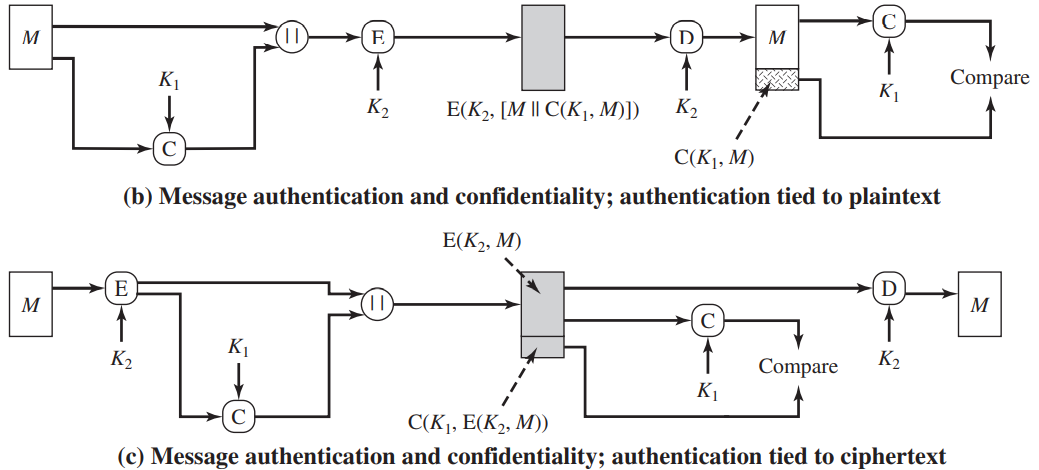 M
||
E
D
M
C
K1
K2
E(K2, [M || C(K1, M)])
K2
K1
Compare
C
C(K1, M)
(b) Message authentication and confidentiality; authentication tied to plaintext
E(K2, M)
M
E
||
C
D
M
K2
K1
Compare
K1
K2
C
C(K1, E(K2, M))
(c) Message authentication and confidentiality; authentication tied to ciphertext